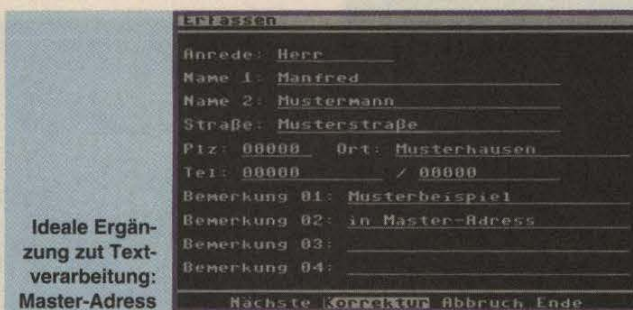 Erfassen
Anrede: Herr
Name 1: Manfred
Name 2: Mustermann
Straße: Musterstraße
Plz: 00000 Ort: Musterhausen
Tel: 00000 / 00000
Bemerkung 01: Musterbeispiel
Bemerkung 02: in Master-Adress
Bemerkung 03:
Bemerkung 04:
Nächste Korrektur Abbruch Ende
Ideale Ergän-
zung zut Text-
verarbeitung:
Master-Adress